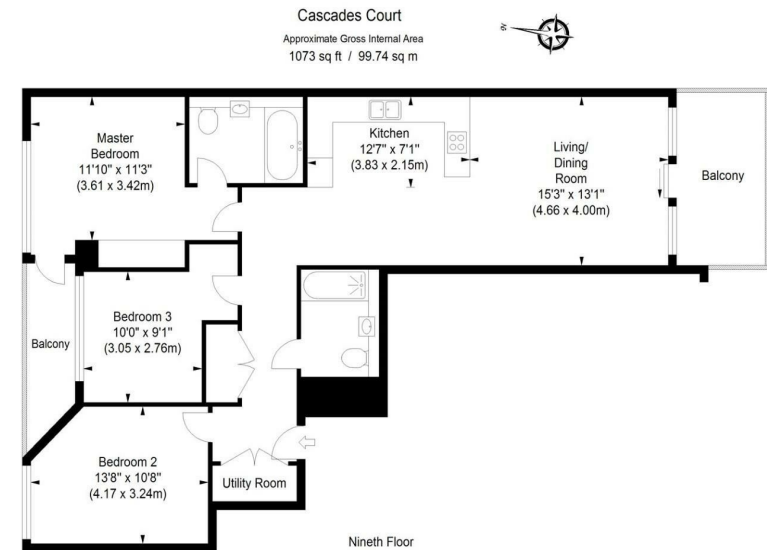 Cascades Court
Approximate Gross Internal Area
1073 sq ft / 99.74 sq m
N
Master
Bedroom
11'10" x 11'3"
(3.61 x 3.42m)
Kitchen
12'7" x 7'1"
(3.83 x 2.15m)
Living/
Dining
Room
15'3" x 13'1"
(4.66 x 4.00m)
Balcony
Bedroom 3
10'0" x 9'1"
(3.05 x 2.76m)
Balcony
Bedroom 2
13'8" x 10'8"
(4.17 x 3.24m)
Utility Room
Nineth Floor